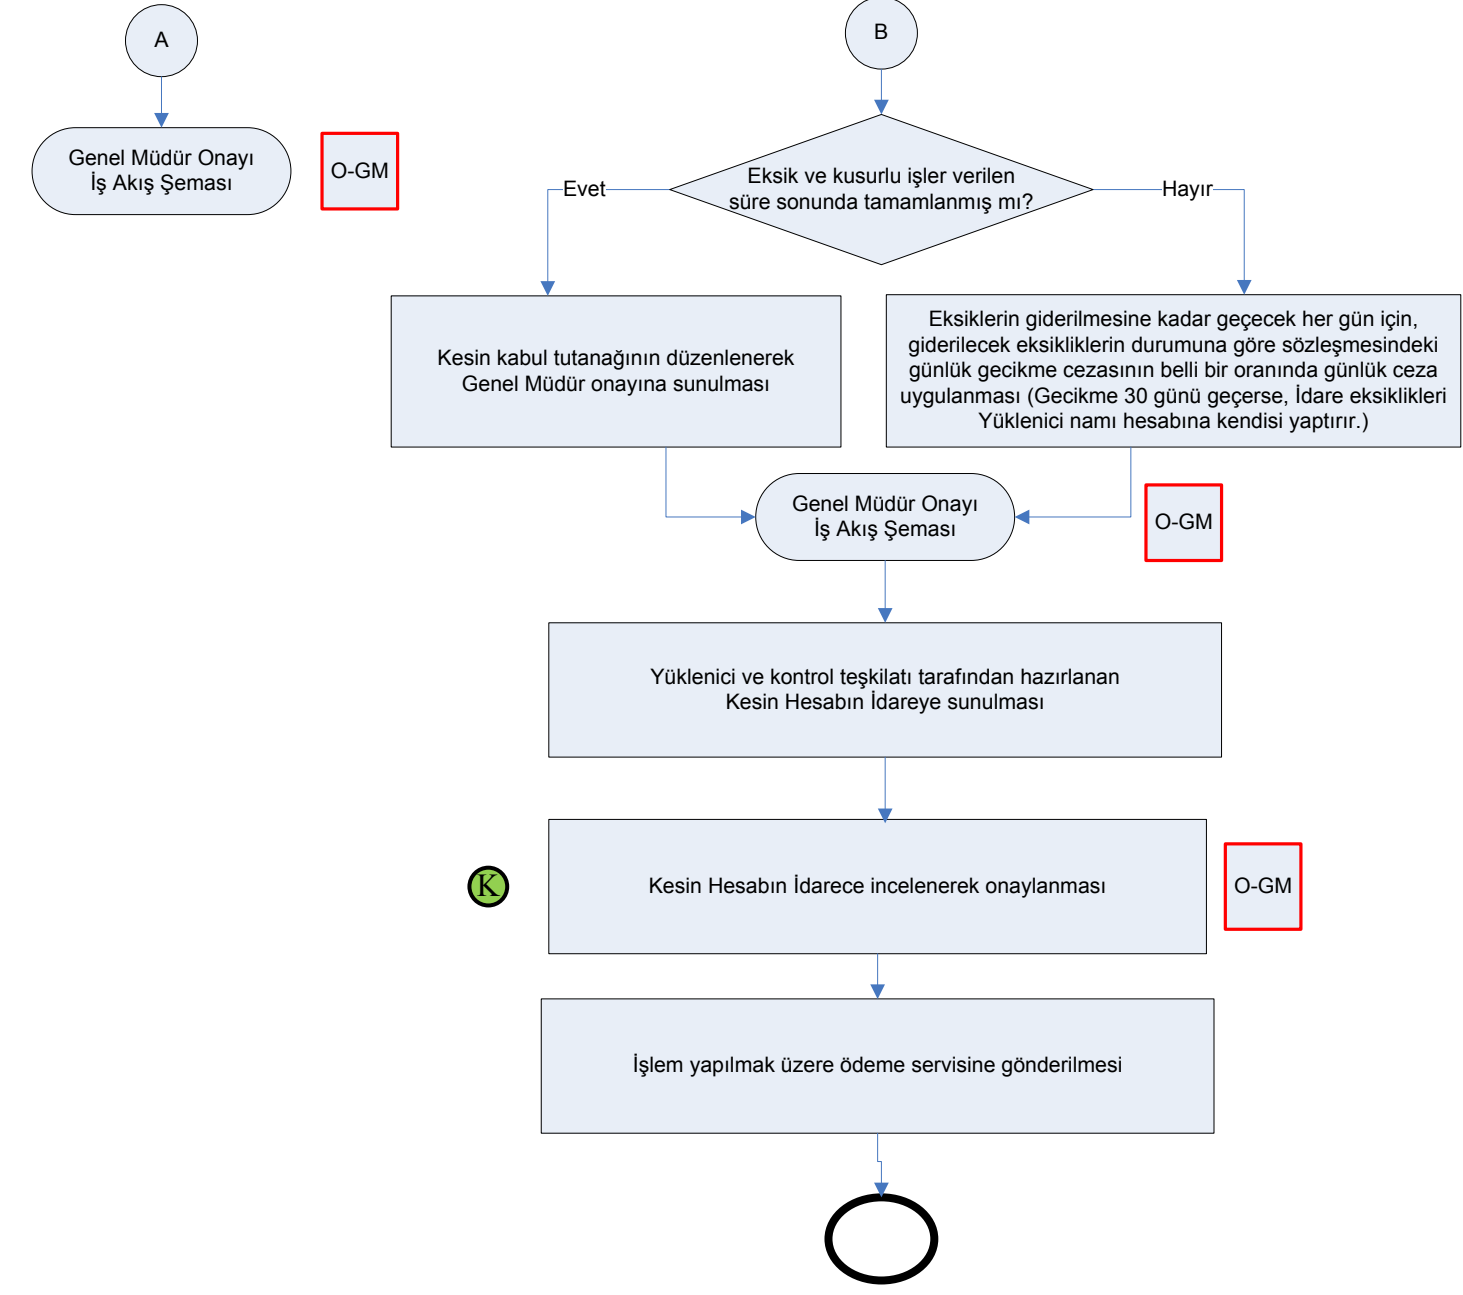 A
B
Genel Müdür Onayı
İş Akış Şeması
O-GM
Eksik ve kusurlu işler verilen
süre sonunda tamamlanmış mı?
Evet
Hayır
Kesin kabul tutanağının düzenlenerek
Genel Müdür onayına sunulması
Eksiklerin giderilmesine kadar geçecek her gün için,
giderilecek eksikliklerin durumuna göre sözleşmesindeki
günlük gecikme cezasının belli bir oranında günlük ceza
uygulanması (Gecikme 30 günü geçerse, İdare eksiklikleri
Yüklenici namı hesabına kendisi yaptırır.)
Genel Müdür Onayı
İş Akış Şeması
O-GM
Yüklenici ve kontrol teşkilatı tarafından hazırlanan
Kesin Hesabın İdareye sunulması
K
Kesin Hesabın İdarece incelenerek onaylanması
O-GM
İşlem yapılmak üzere ödeme servisine gönderilmesi